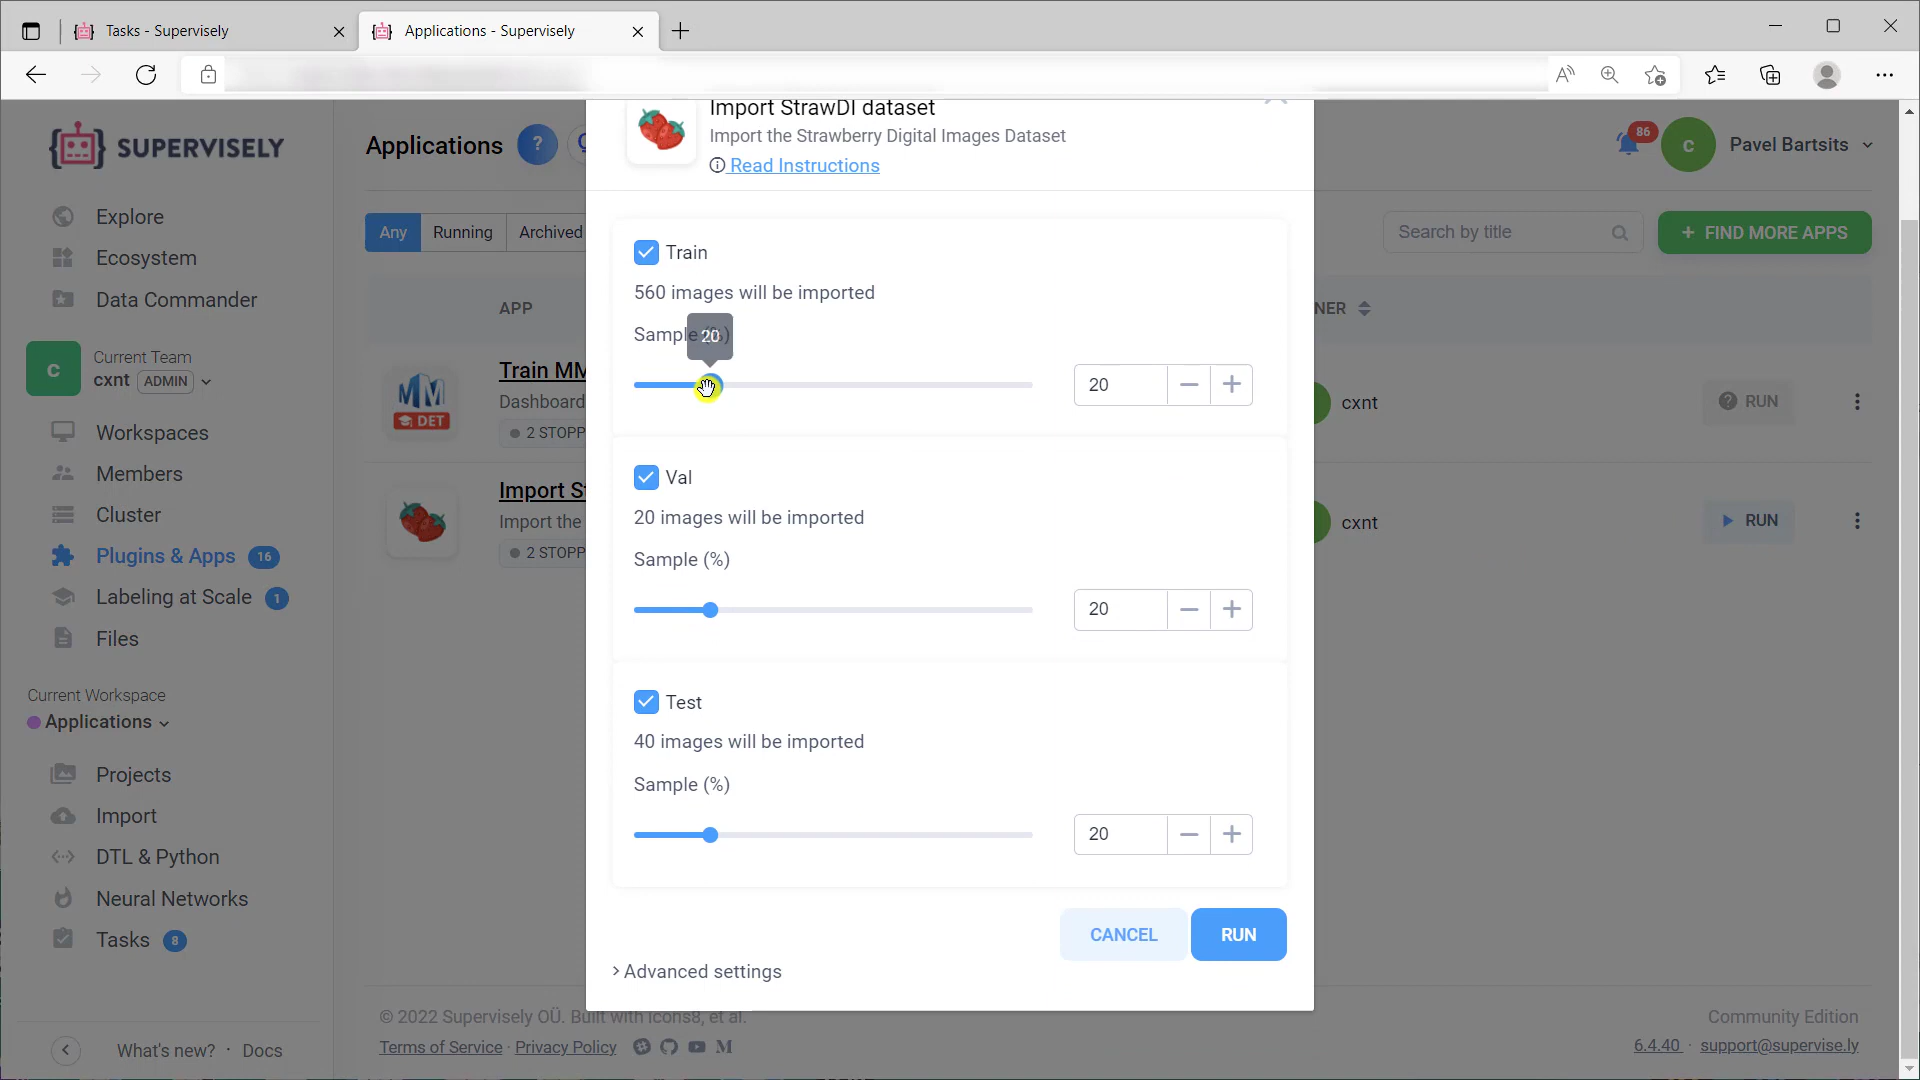 Tasks - Supervisely
Applications - Supervisely
SUPERVISELY
Explore
Ecosystem
Data Commander
C
Current Team
cxnt ADMIN
Workspaces
Members
Cluster
Plugins & Apps 16
Labeling at Scale 1
Files
Current Workspace
Applications
Projects
Import
DTL & Python
Neural Networks
Tasks 8
What's new? · Docs
Applications ?
86
C
Pavel Bartsits
Any Running Archived
Search by title
+ FIND MORE APPS
APP
NER
MM
DET
Train MM
Dashboard
2 STOPP
cxnt
RUN
Import St
Import the
2 STOPP
cxnt
RUN
Import StrawDI dataset
Import the Strawberry Digital Images Dataset
Read Instructions
Train
560 images will be imported
Sample (%)
20
20
Val
20 images will be imported
Sample (%)
20
Test
40 images will be imported
Sample (%)
20
CANCEL
RUN
Advanced settings
© 2022 Supervisely OÜ. Built with Icons8, et al.
Terms of Service · Privacy Policy
Community Edition
6.4.40 · support@supervise.ly